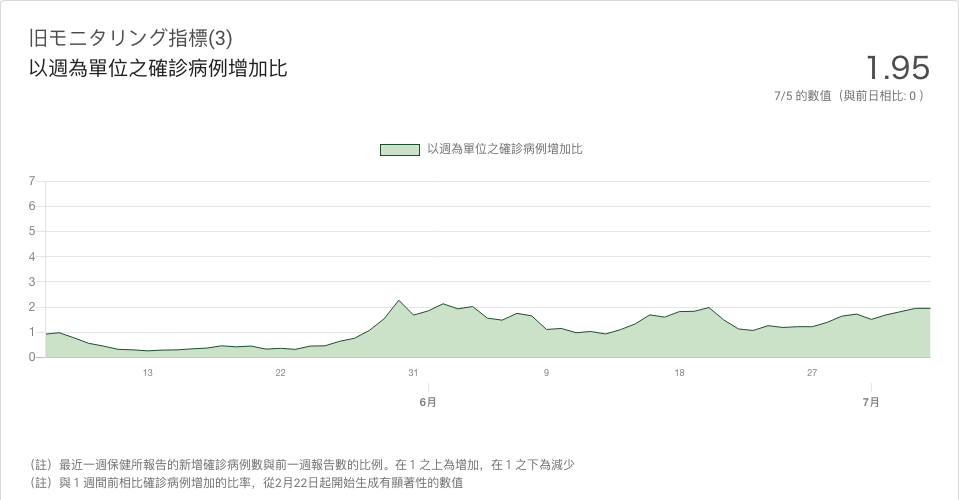 旧モニタリング指標(3)
以週為單位之確診病例增加比
1.95
7/5 的數值（與前日相比: 0 ）
以週為單位之確診病例增加比
7
6
5
4
3
2
1
0
13 22 31 9 18 27
6月 7月
（註）最近一週保健所報告的新增確診病例數與前一週報告數的比例。在 1 之上為增加，在 1 之下為減少
（註）與 1 週間前相比確診病例增加的比率，從2月22日起開始生成有顯著性的數值